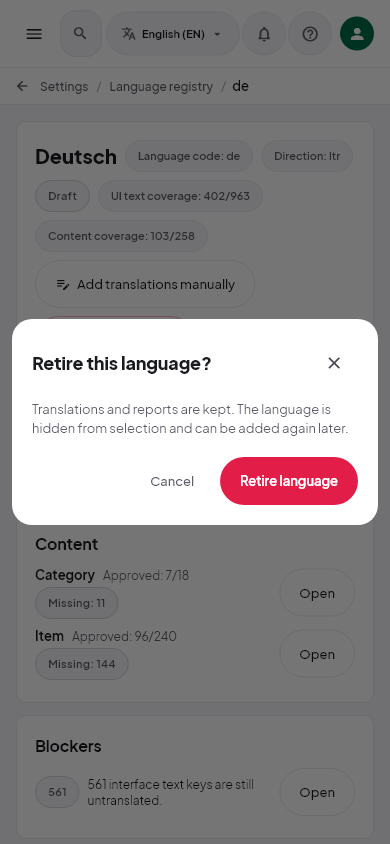 English (EN)
Settings / Language registry / de
Deutsch
Language code: de
Direction: ltr
Draft
UI text coverage: 402/963
Content coverage: 103/258
Add translations manually
Retire this language?
Translations and reports are kept. The language is
hidden from selection and can be added again later.
Cancel
Retire language
Content
Category Approved: 7/18
Missing: 11
Open
Item Approved: 96/240
Missing: 144
Open
Blockers
561
561 interface text keys are still
untranslated.
Open